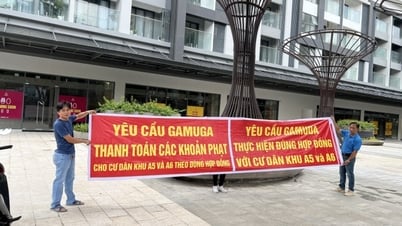 YÊU CẦU GAMUGA
THANH TOÁN CÁC KHOẢN PHẠT
CHO CƯ DÂN KHU A5 VÀ A6 THEO ĐÚNG HỢP ĐỒNG
YÊU CẦU GAMUGA
THỰC HIỆN ĐÚNG HỢP ĐỒNG
VỚI CƯ DÂN KHU A5 VÀ A6